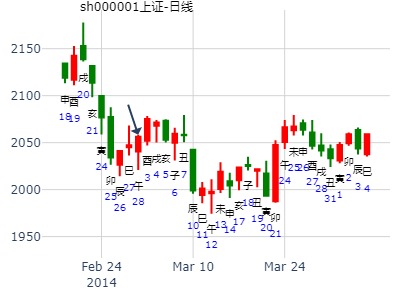 sh000001上证-日线
2150
2100
2050
2000
1950
申
18
酉
19
戌
20
亥
21
寅
24
卯
25
辰
26
巳
27
午
28
酉
3
戌
4
5
子
6
丑
7
辰
10
巳
11
午
12
未
13
申
14
亥
17
子
18
丑
19
寅
20
卯
21
午
24
未
25
申
26
酉
27
戌
28
丑
31
寅
1
卯
2
辰
3
巳
4
Feb 24
2014
Mar 10
Mar 24